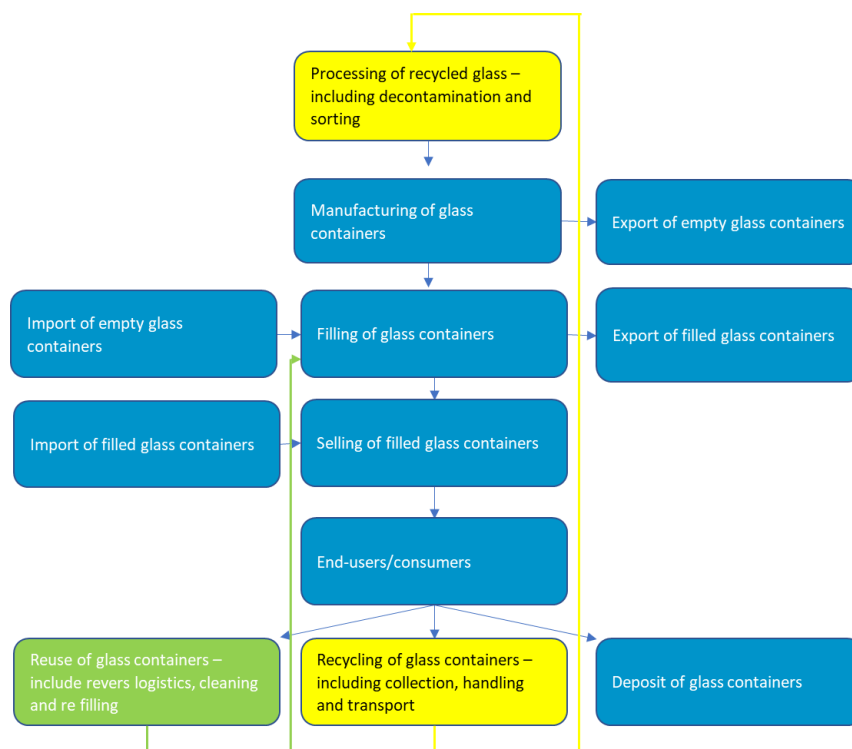 Processing of recycled glass –
including decontamination and
sorting
Manufacturing of glass
containers
Export of empty glass containers
Import of empty glass
containers
Filling of glass containers
Export of filled glass containers
Import of filled glass containers
Selling of filled glass containers
End-users/consumers
Reuse of glass containers –
include revers logistics, cleaning
and re filling
Recycling of glass containers –
including collection, handling
and transport
Deposit of glass containers